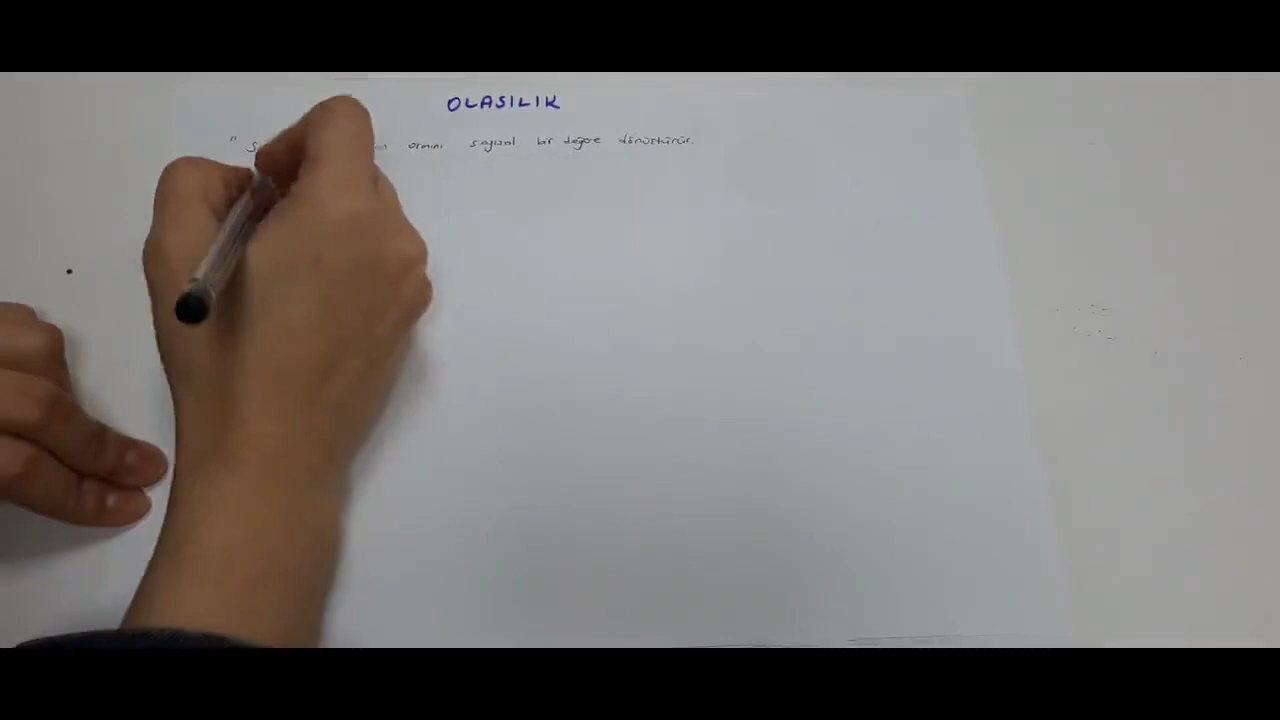 OLASILIK
" oranını sayısal bir değere dönüştürür.